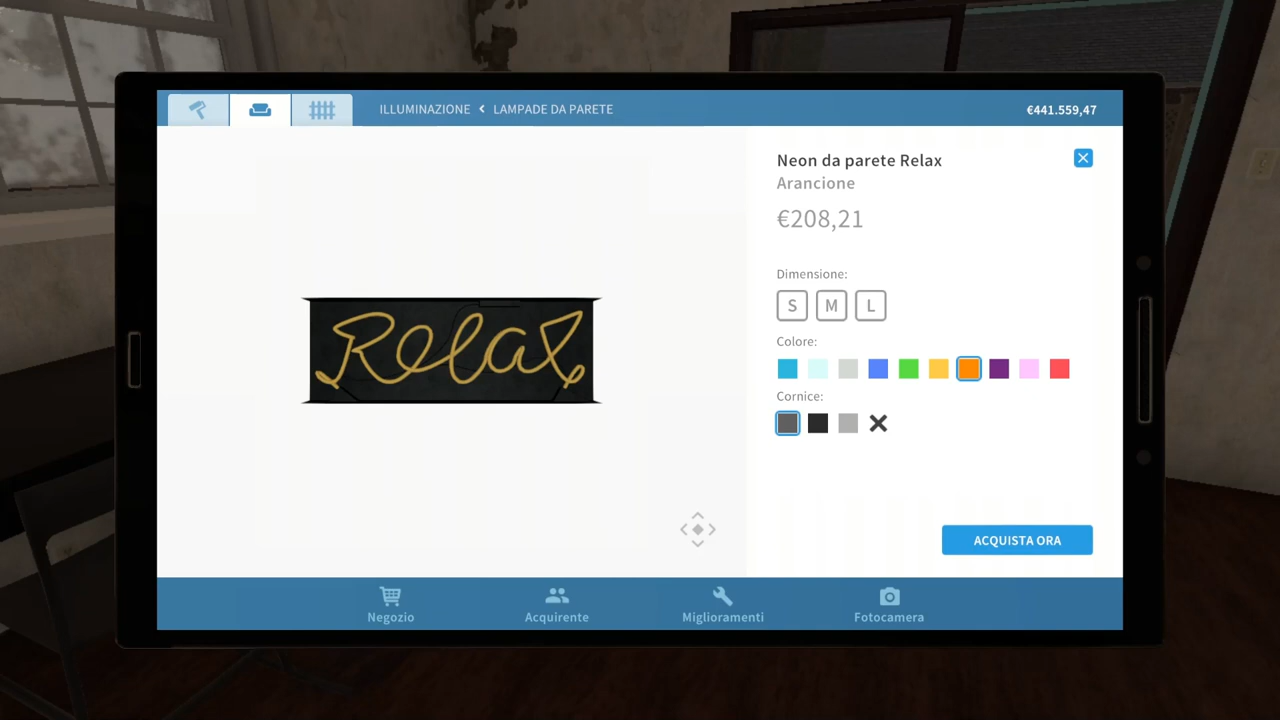 ILLUMINAZIONE < LAMPADE DA PARETE
€441.559,47
Neon da parete Relax
Arancione
€208,21
Dimensione:
S M L
Colore:
Cornice:
Relax
ACQUISTA ORA
Negozio
Acquirente
Miglioramenti
Fotocamera